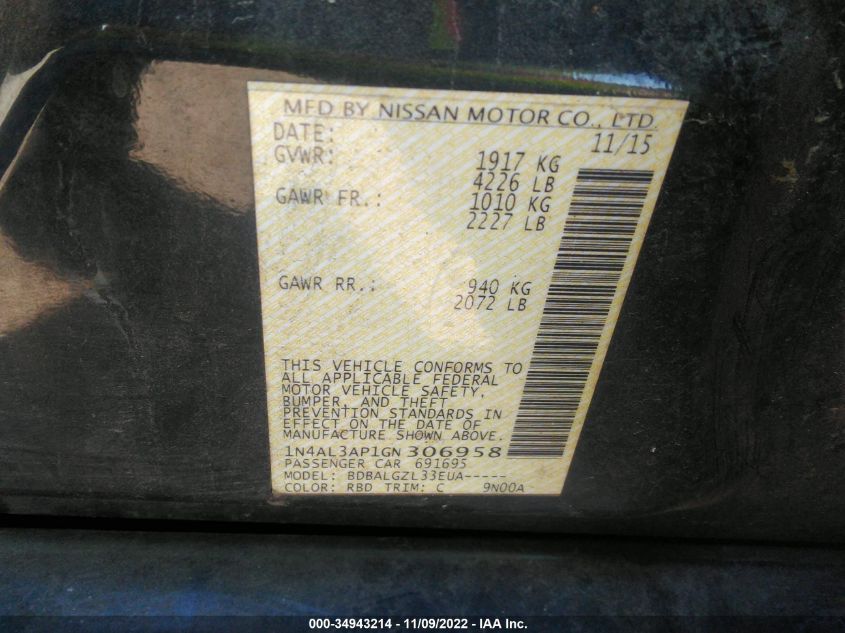 MFD BY NISSAN MOTOR CO., LTD.
DATE: 11/15
GVWR: 1917 KG
4226 LB
GAWR FR.: 1010 KG
2227 LB
GAWR RR.: 940 KG
2072 LB
THIS VEHICLE CONFORMS TO
ALL APPLICABLE FEDERAL
MOTOR VEHICLE SAFETY,
BUMPER, AND THEFT
PREVENTION STANDARDS IN
EFFECT ON THE DATE OF
MANUFACTURE SHOWN ABOVE.
1N4AL3AP1GN306958
PASSENGER CAR 691695
MODEL: BDBALGZL33EUA-----
COLOR: RBD TRIM: C 9N00A
000-34943214 - 11/09/2022 - IAA Inc.